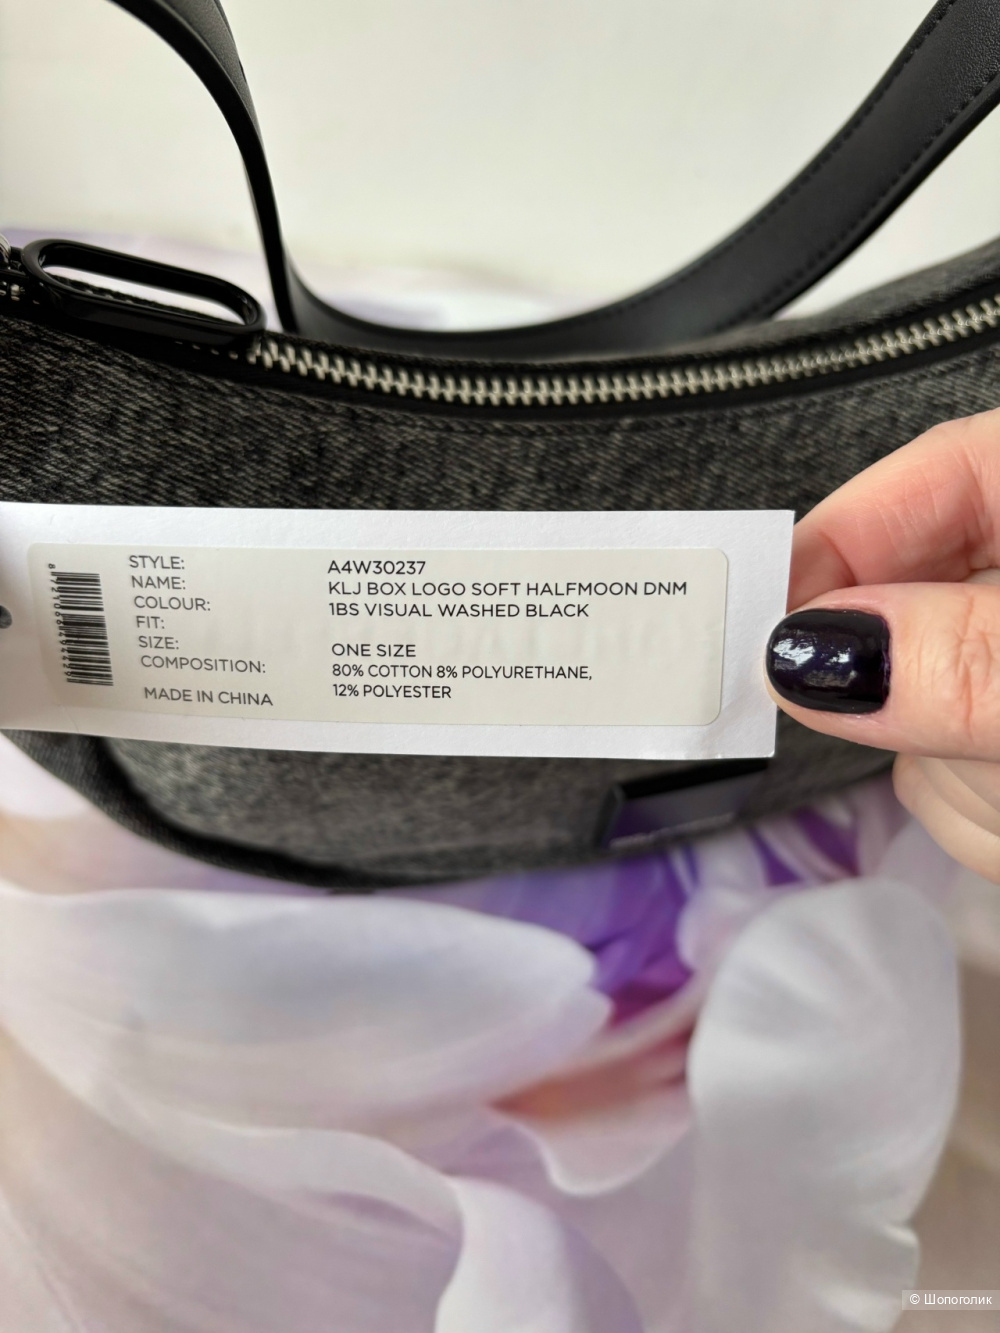 STYLE: A4W30237
NAME: KLJ BOX LOGO SOFT HALFMOON DNM
COLOUR: 1BS VISUAL WASHED BLACK
FIT:
SIZE: ONE SIZE
COMPOSITION: 80% COTTON 8% POLYURETHANE,
12% POLYESTER
MADE IN CHINA
© Шопоголик